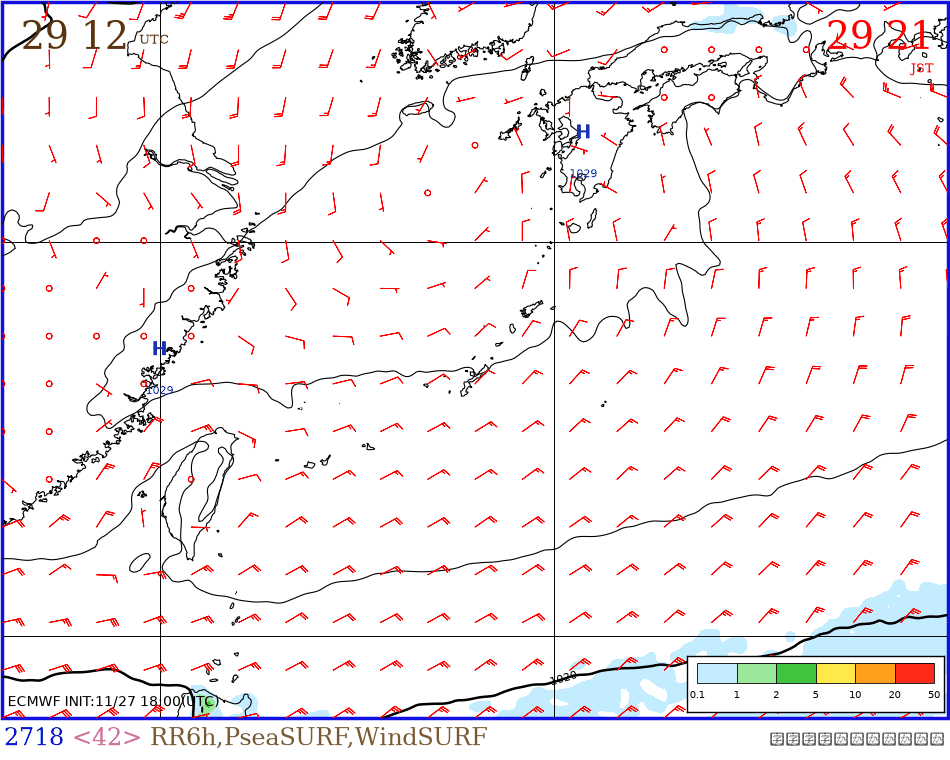 29 12 UTC
29 21
JST
H
1029
H
1029
1020
ECMWF INIT:11/27 18:00(UTC)
0.1 1 2 5 10 20 50
2718 <42> RR6h,PseaSURF,WindSURF